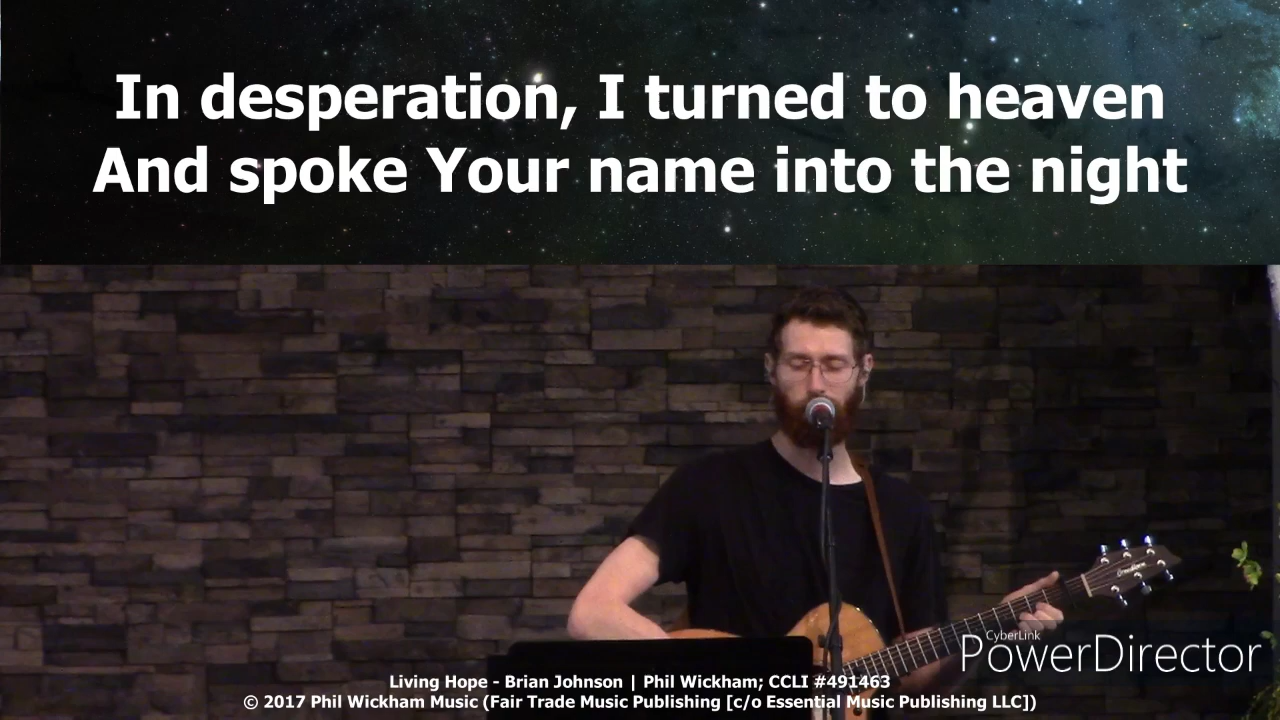 In desperation, I turned to heaven
And spoke Your name into the night
CyberLink
PowerDirector
Living Hope - Brian Johnson | Phil Wickham; CCLI #491463
© 2017 Phil Wickham Music (Fair Trade Music Publishing [c/o Essential Music Publishing LLC])